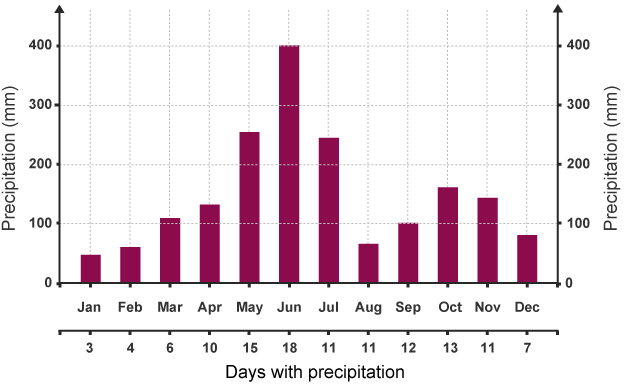 Precipitation (mm)
400
300
200
100
0
400
300
200
100
0
Precipitation (mm)
Jan Feb Mar Apr May Jun Jul Aug Sep Oct Nov Dec
3 4 6 10 15 18 11 11 12 13 11 7
Days with precipitation